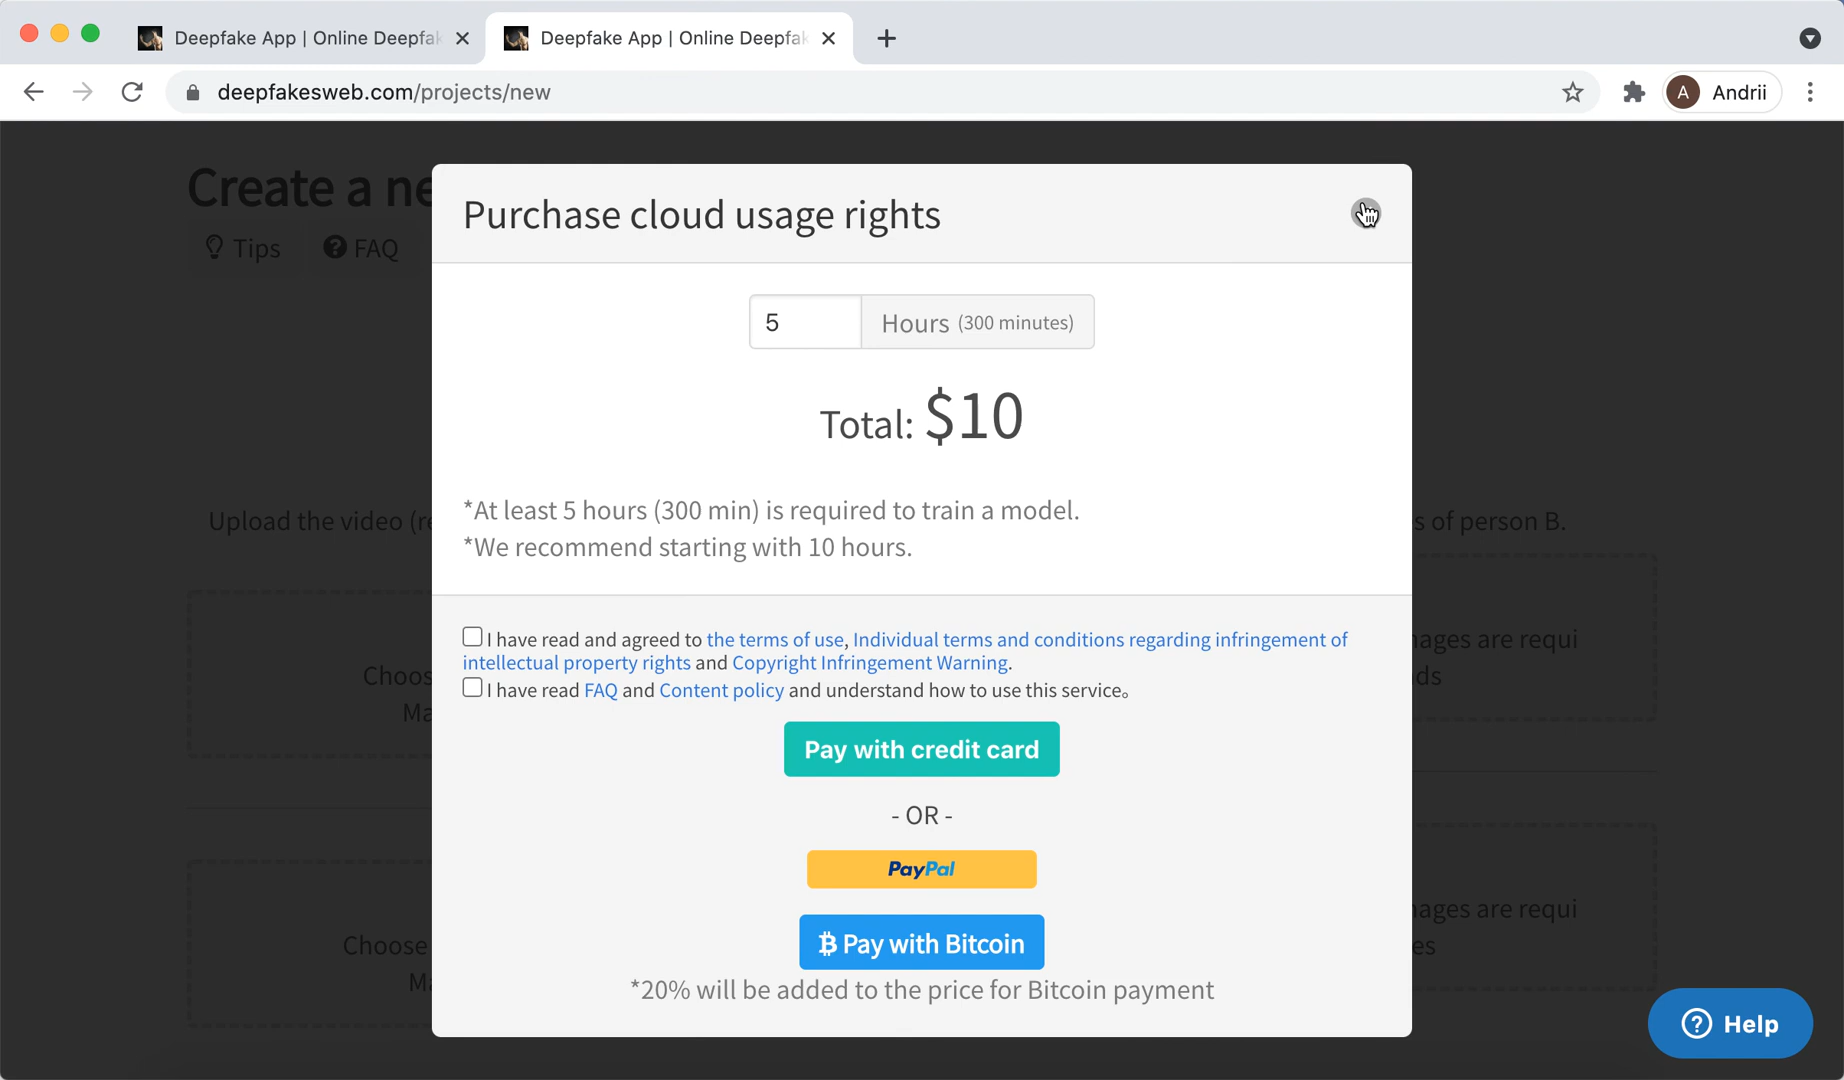 Deepfake App | Online Deepfak
Deepfake App | Online Deepfak
deepfakesweb.com/projects/new
A Andrii
Create a ne
Tips FAQ
Purchase cloud usage rights
5 Hours (300 minutes)
Total: $10
Upload the video (re
s of person B.
*At least 5 hours (300 min) is required to train a model.
*We recommend starting with 10 hours.
I have read and agreed to the terms of use, Individual terms and conditions regarding infringement of
intellectual property rights and Copyright Infringement Warning.
I have read FAQ and Content policy and understand how to use this service。
Choos
Ma
ages are requi
ds
Pay with credit card
- OR -
PayPal
Pay with Bitcoin
*20% will be added to the price for Bitcoin payment
Choose
Ma
ages are requi
es
Help